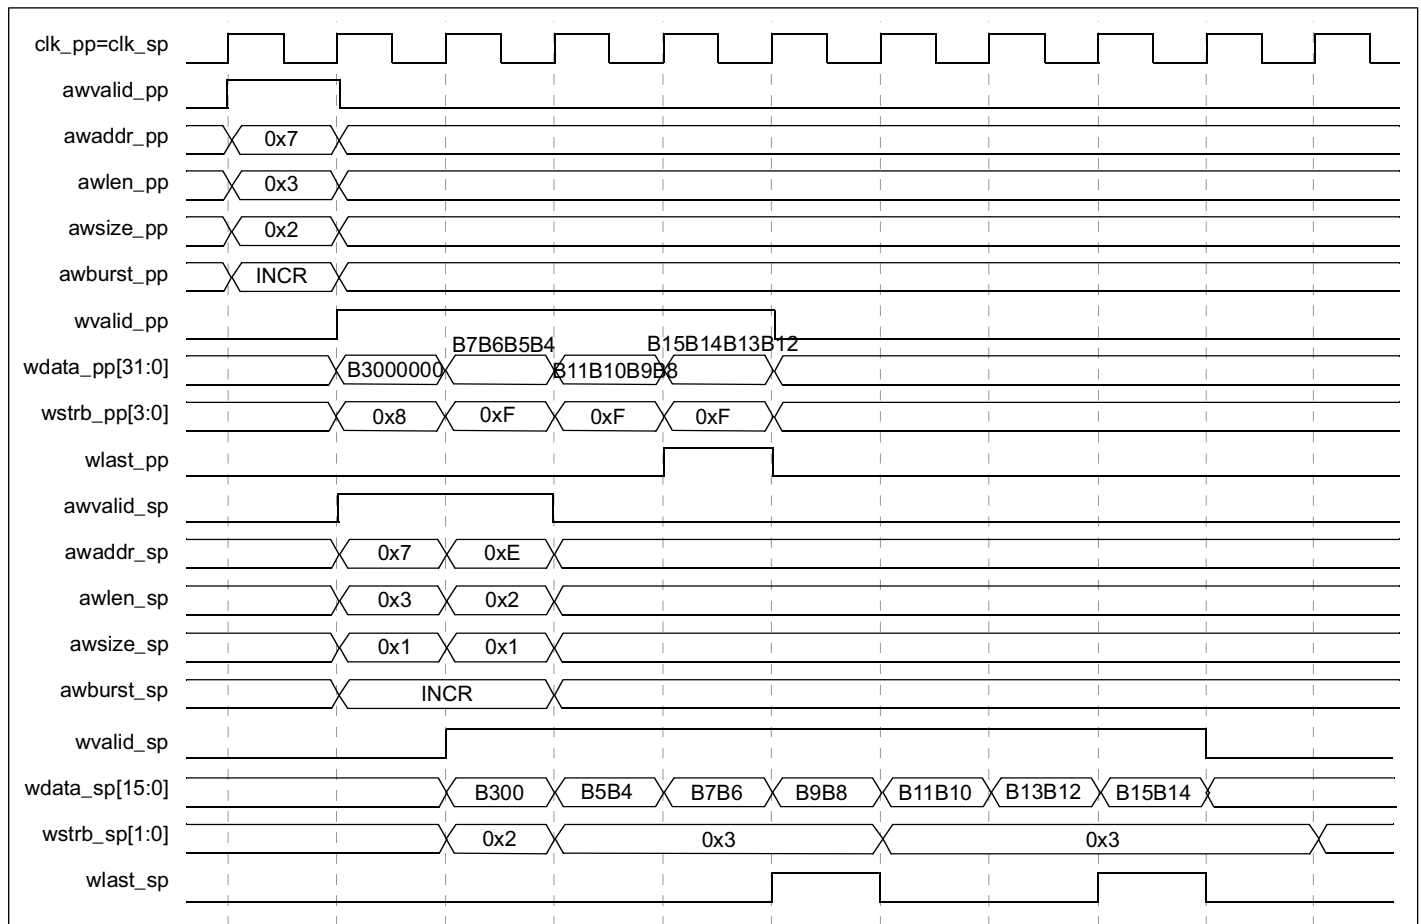 clk_pp=clk_sp
awvalid_pp
awaddr_pp 0x7
awlen_pp 0x3
awsize_pp 0x2
awburst_pp INCR
wvalid_pp
B7B6B5B4 B15B14B13B12
wdata_pp[31:0] B3000000 B11B10B9B8
wstrb_pp[3:0] 0x8 0xF 0xF 0xF
wlast_pp
awvalid_sp
awaddr_sp 0x7 0xE
awlen_sp 0x3 0x2
awsize_sp 0x1 0x1
awburst_sp INCR
wvalid_sp
wdata_sp[15:0] B300 B5B4 B7B6 B9B8 B11B10 B13B12 B15B14
wstrb_sp[1:0] 0x2 0x3 0x3
wlast_sp